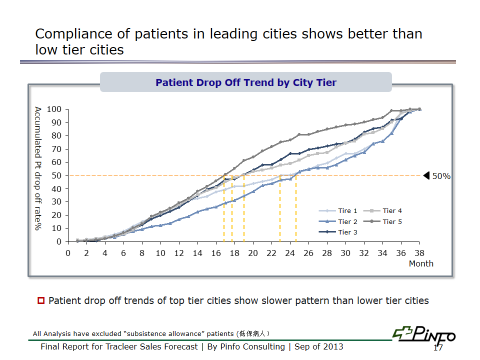 Compliance of patients in leading cities shows better than
low tier cities
Patient Drop Off Trend by City Tier
Accumulated Px drop off rate%
100
90
80
70
60
50
40
30
20
10
0
50%
0 2 4 6 8 10 12 14 16 18 20 22 24 26 28 30 32 34 36 38
Month
Tire 1
Tier 4
Tier 2
Tier 5
Tier 3
Patient drop off trends of top tier cities show slower pattern than lower tier cities
All Analysis have excluded "subsistence allowance" patients (低保病人)
Final Report for Tracleer Sales Forecast | By Pinfo Consulting | Sep of 2013
Pinfo
17